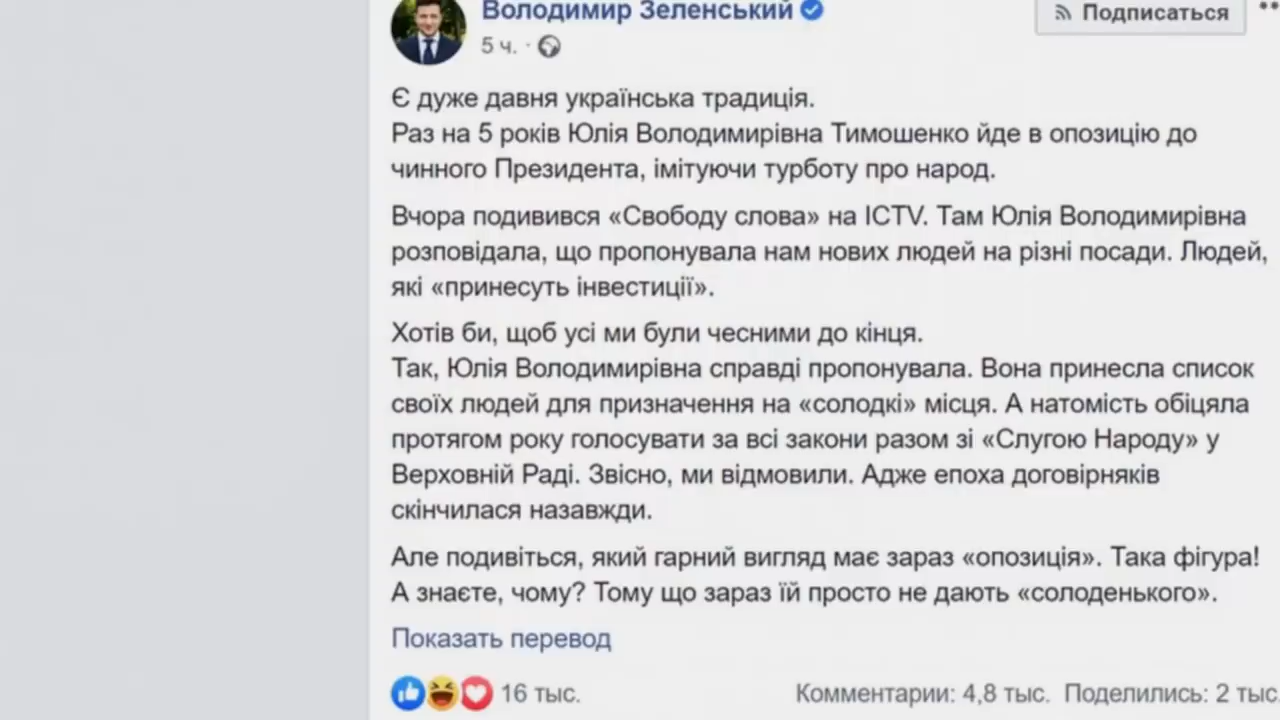 Володимир Зеленський
Подписаться
5 ч.
Є дуже давня українська традиція.
Раз на 5 років Юлія Володимирівна Тимошенко йде в опозицію до
чинного Президента, імітуючи турботу про народ.
Вчора подивився «Свободу слова» на ICTV. Там Юлія Володимирівна
розповідала, що пропонувала нам нових людей на різні посади. Людей,
які «принесуть інвестиції».
Хотів би, щоб усі ми були чесними до кінця.
Так, Юлія Володимирівна справді пропонувала. Вона принесла список
своїх людей для призначення на «солодкі» місця. А натомість обіцяла
протягом року голосувати за всі закони разом зі «Слугою Народу» у
Верховній Раді. Звісно, ми відмовили. Адже епоха договірняків
скінчилася назавжди.
Але подивіться, який гарний вигляд має зараз «опозиція». Така фігура!
А знаєте, чому? Тому що зараз їй просто не дають «солоденького».
Показать перевод
16 тыс.
Комментарии: 4,8 тыс. Поделились: 2 тыс.